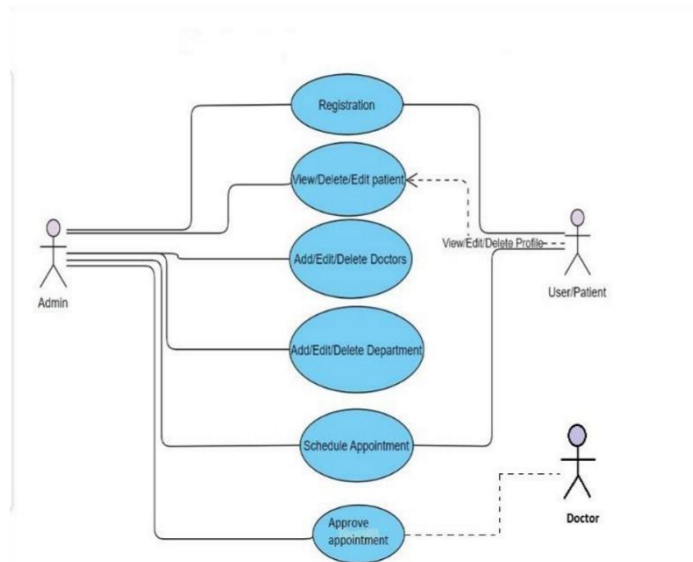 Registration
View/Delete/Edit patient
View/Edit/Delete Profile
Add/Edit/Delete Doctors
Admin
User/Patient
Add/Edit/Delete Department
Schedule Appointment
Doctor
Approve
appointment